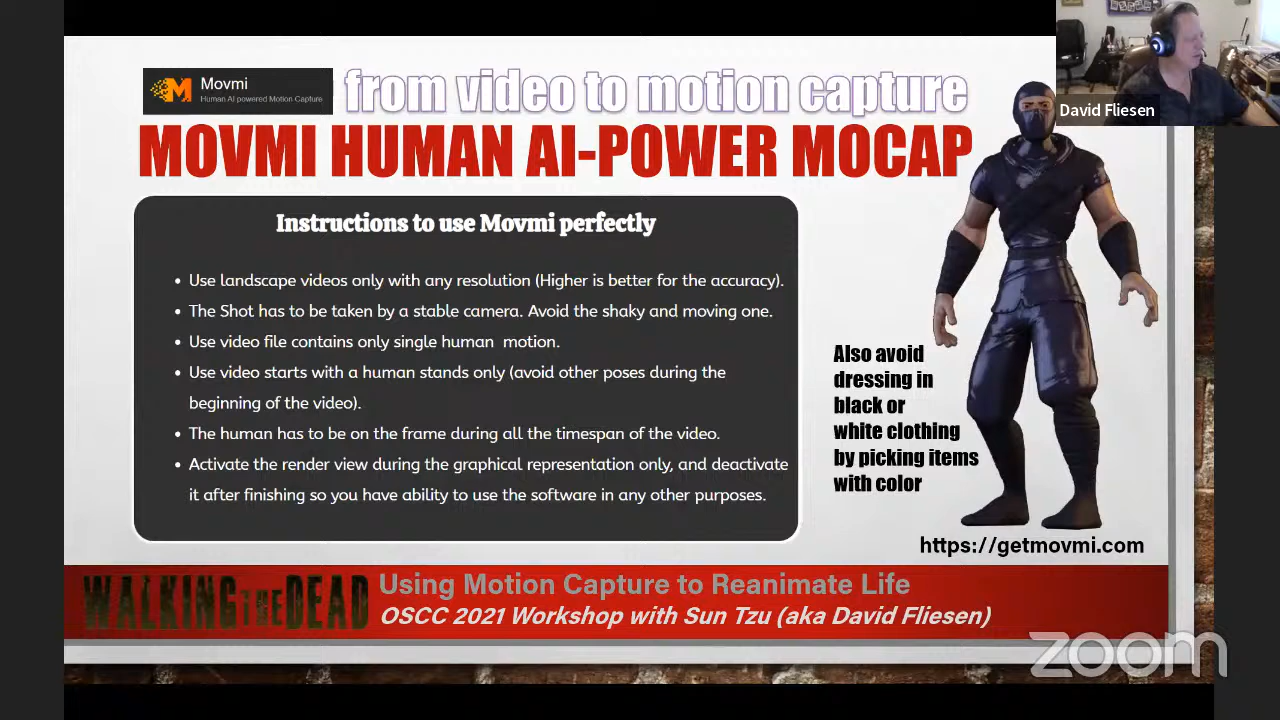 David Fliesen
Movmi
Human AI powered Motion Capture
from video to motion capture
MOVMI HUMAN AI-POWER MOCAP
Instructions to use Movmi perfectly
• Use landscape videos only with any resolution (Higher is better for the accuracy).
• The Shot has to be taken by a stable camera. Avoid the shaky and moving one.
• Use video file contains only single human motion.
• Use video starts with a human stands only (avoid other poses during the
beginning of the video).
• The human has to be on the frame during all the timespan of the video.
• Activate the render view during the graphical representation only, and deactivate
it after finishing so you have ability to use the software in any other purposes.
Also avoid
dressing in
black or
white clothing
by picking items
with color
https://getmovmi.com
WALKING THE DEAD
Using Motion Capture to Reanimate Life
OSCC 2021 Workshop with Sun Tzu (aka David Fliesen)
zoom